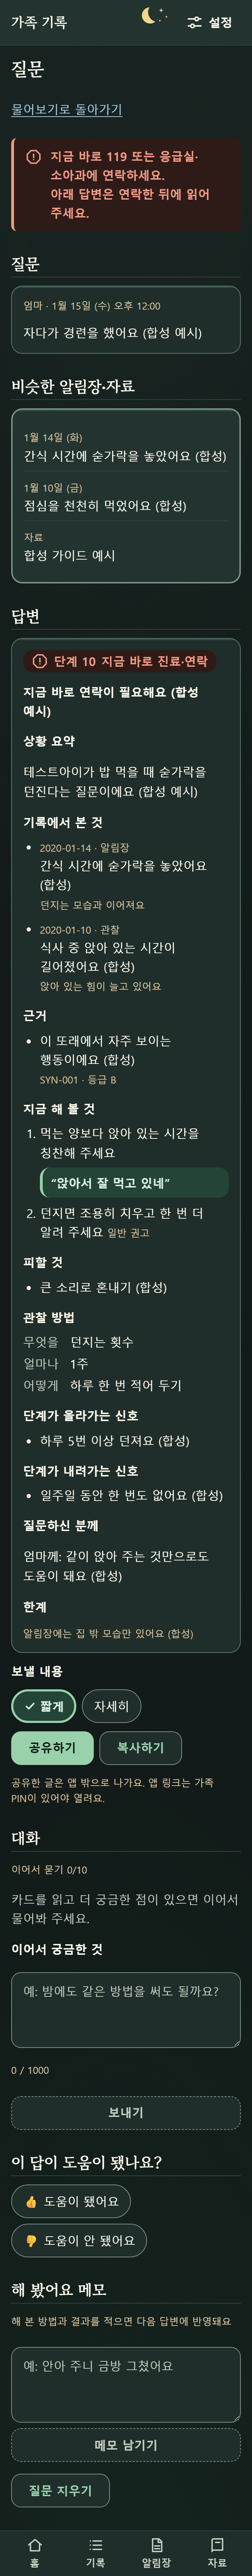 가족 기록
설정
질문
물어보기로 돌아가기
지금 바로 119 또는 응급실·
소아과에 연락하세요.
아래 답변은 연락한 뒤에 읽어
주세요.
질문
엄마 · 1월 15일 (수) 오후 12:00
자다가 경련을 했어요 (합성 예시)
비슷한 알림장·자료
1월 14일 (화)
간식 시간에 숟가락을 놓았어요 (합성)
1월 10일 (금)
점심을 천천히 먹었어요 (합성)
자료
합성 가이드 예시
답변
단계 10 지금 바로 진료·연락
지금 바로 연락이 필요해요 (합성
예시)
상황 요약
테스트아이가 밥 먹을 때 숟가락을
던진다는 질문이에요 (합성 예시)
기록에서 본 것
2020-01-14 · 알림장
간식 시간에 숟가락을 놓았어요
(합성)
던지는 모습과 이어져요
2020-01-10 · 관찰
식사 중 앉아 있는 시간이
길어졌어요 (합성)
앉아 있는 힘이 늘고 있어요
근거
이 또래에서 자주 보이는
행동이에요 (합성)
SYN-001 · 등급 B
지금 해 볼 것
1. 먹는 양보다 앉아 있는 시간을
칭찬해 주세요
“앉아서 잘 먹고 있네”
2. 던지면 조용히 치우고 한 번 더
알려 주세요 일반 권고
피할 것
큰 소리로 혼내기 (합성)
관찰 방법
무엇을 던지는 횟수
얼마나 1주
어떻게 하루 한 번 적어 두기
단계가 올라가는 신호
하루 5번 이상 던져요 (합성)
단계가 내려가는 신호
일주일 동안 한 번도 없어요 (합성)
질문하신 분께
엄마께: 같이 앉아 주는 것만으로도
도움이 돼요 (합성)
한계
알림장에는 집 밖 모습만 있어요 (합성)
보낼 내용
짧게
자세히
공유하기
복사하기
공유한 글은 앱 밖으로 나가요. 앱 링크는 가족
PIN이 있어야 열려요.
대화
이어서 묻기 0/10
카드를 읽고 더 궁금한 점이 있으면 이어서
물어봐 주세요.
이어서 궁금한 것
예: 밤에도 같은 방법을 써도 될까요?
0 / 1000
보내기
이 답이 도움이 됐나요?
👍 도움이 됐어요
👎 도움이 안 됐어요
해 봤어요 메모
해 본 방법과 결과를 적으면 다음 답변에 반영돼요
예: 안아 주니 금방 그쳤어요
메모 남기기
질문 지우기
홈
기록
알림장
자료